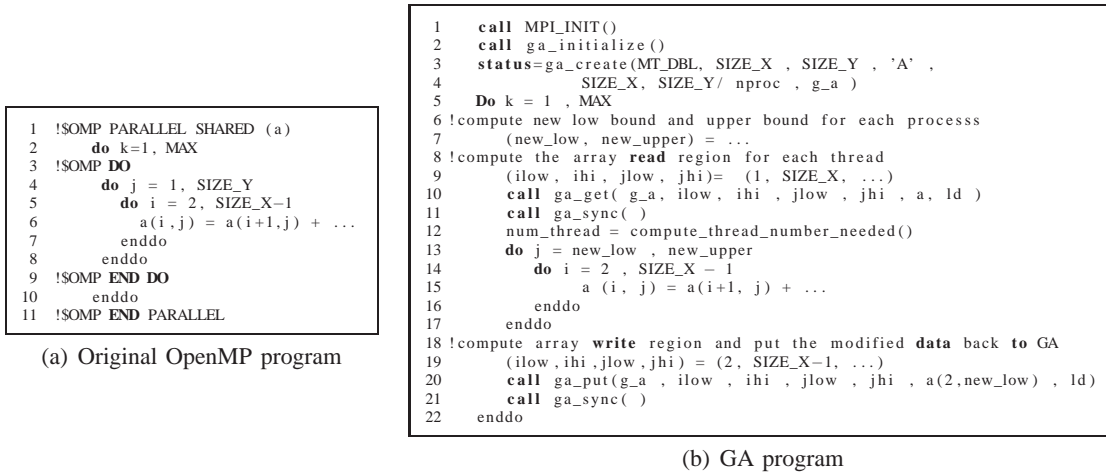 1 !$OMP PARALLEL SHARED (a)
2 do k=1, MAX
3 !$OMP DO
4 do j = 1, SIZE_Y
5 do i = 2, SIZE_X−1
6 a(i,j) = a(i+1,j) + ...
7 enddo
8 enddo
9 !$OMP END DO
10 enddo
11 !$OMP END PARALLEL
(a) Original OpenMP program
1 call MPI_INIT()
2 call ga_initialize()
3 status=ga_create(MT_DBL, SIZE_X , SIZE_Y , 'A' ,
4 SIZE_X, SIZE_Y/ nproc , g_a )
5 Do k = 1 , MAX
6 !compute new low bound and upper bound for each processs
7 (new_low, new_upper) = ...
8 !compute the array read region for each thread
9 (ilow, ihi, jlow, jhi)= (1, SIZE_X, ...)
10 call ga_get( g_a, ilow, ihi , jlow , jhi , a, ld )
11 call ga_sync( )
12 num_thread = compute_thread_number_needed()
13 do j = new_low , new_upper
14 do i = 2 , SIZE_X − 1
15 a (i, j) = a(i+1, j) + ...
16 enddo
17 enddo
18 !compute array write region and put the modified data back to GA
19 (ilow,ihi,jlow,jhi) = (2, SIZE_X−1, ...)
20 call ga_put(g_a , ilow , ihi , jlow , jhi , a(2,new_low) , ld)
21 call ga_sync( )
22 enddo
(b) GA program